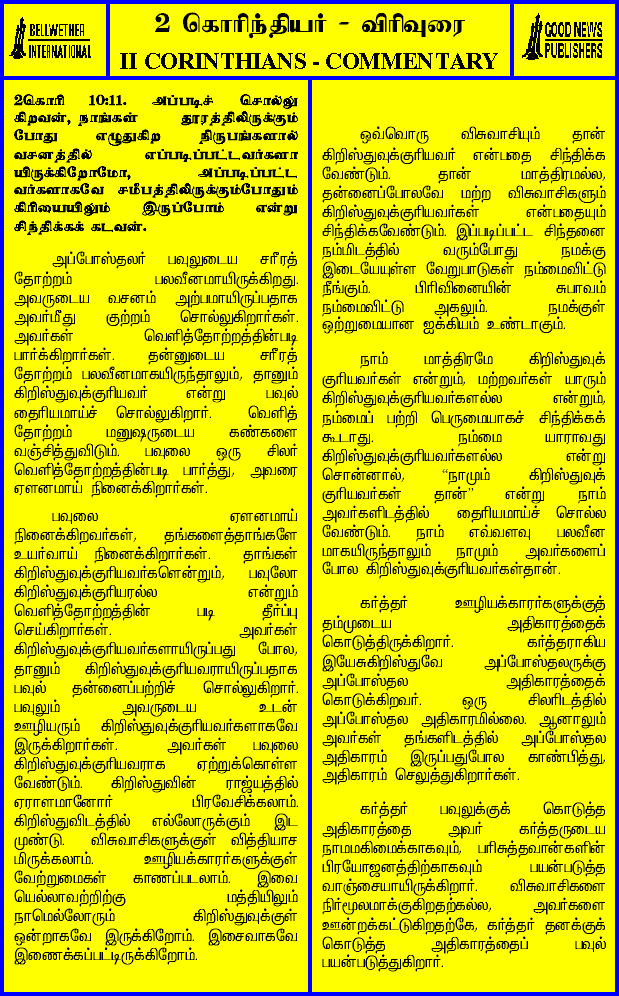 BELLWETHER
INTERNATIONAL
2 கொரிந்தியர் - விரிவுரை
II CORINTHIANS - COMMENTARY
GOOD NEWS
PUBLISHERS
2கொரி 10:11. அப்படிச் சொல்லு
கிறவன், நாங்கள் தூரத்திலிருக்கும்
போது எழுதுகிற நிருபங்களால்
வசனத்தில் எப்படிப்பட்டவர்களா
யிருக்கிறோமோ, அப்படிப்பட்ட
வர்களாகவே சமீபத்திலிருக்கும்போதும்
கிரியையிலும் இருப்போம் என்று
சிந்திக்கக் கடவன்.
அப்போஸ்தலர் பவுலுடைய சரீரத்
தோற்றம் பலவீனமாயிருக்கிறது.
அவருடைய வசனம் அற்பமாயிருப்பதாக
அவர்மீது குற்றம் சொல்லுகிறார்கள்.
அவர்கள் வெளித்தோற்றத்தின்படி
பார்க்கிறார்கள். தன்னுடைய சரீரத்
தோற்றம் பலவீனமாகயிருந்தாலும், தானும்
கிறிஸ்துவுக்குரியவர் என்று பவுல்
தைரியமாய்ச் சொல்லுகிறார். வெளித்
தோற்றம் மனுஷருடைய கண்களை
வஞ்சித்துவிடும். பவுலை ஒரு சிலர்
வெளித்தோற்றத்தின்படி பார்த்து, அவரை
ஏளனமாய் நினைக்கிறார்கள்.
பவுலை ஏளனமாய்
நினைக்கிறவர்கள், தங்களைத்தாங்களே
உயர்வாய் நினைக்கிறார்கள். தாங்கள்
கிறிஸ்துவுக்குரியவர்களென்றும், பவுலோ
கிறிஸ்துவுக்குரியரல்ல என்றும்
வெளித்தோற்றத்தின் படி தீர்ப்பு
செய்கிறார்கள். அவர்கள்
கிறிஸ்துவுக்குரியவர்களாயிருப்பது போல,
தானும் கிறிஸ்துவுக்குரியவராயிருப்பதாக
பவுல் தன்னைப்பற்றிச் சொல்லுகிறார்.
பவுலும் அவருடைய உடன்
ஊழியரும் கிறிஸ்துவுக்குரியவர்களாகவே
இருக்கிறார்கள். அவர்கள் பவுலை
கிறிஸ்துவுக்குரியவராக ஏற்றுக்கொள்ள
வேண்டும். கிறிஸ்துவின் ராஜ்யத்தில்
ஏராளமானோர் பிரவேசிக்கலாம்.
கிறிஸ்துவிடத்தில் எல்லோருக்கும் இட
முண்டு. விசுவாசிகளுக்குள் வித்தியாச
மிருக்கலாம். ஊழியக்காரர்களுக்குள்
வேற்றுமைகள் காணப்படலாம். இவை
யெல்லாவற்றிற்கு மத்தியிலும்
நாமெல்லோரும் கிறிஸ்துவுக்குள்
ஒன்றாகவே இருக்கிறோம். இசைவாகவே
இணைக்கப்பட்டிருக்கிறோம்.
ஒவ்வொரு விசுவாசியும் தான்
கிறிஸ்துவுக்குரியவர் என்பதை சிந்திக்க
வேண்டும். தான் மாத்திரமல்ல,
தன்னைப்போலவே மற்ற விசுவாசிகளும்
கிறிஸ்துவுக்குரியவர்கள் என்பதையும்
சிந்திக்கவேண்டும். இப்படிப்பட்ட சிந்தனை
நம்மிடத்தில் வரும்போது நமக்கு
இடையேயுள்ள வேறுபாடுகள் நம்மைவிட்டு
நீங்கும். பிரிவினையின் சுபாவம்
நம்மைவிட்டு அகலும். நமக்குள்
ஒற்றுமையான ஐக்கியம் உண்டாகும்.
நாம் மாத்திரமே கிறிஸ்துவுக்
குரியவர்கள் என்றும், மற்றவர்கள் யாரும்
கிறிஸ்துவுக்குரியவர்களல்ல என்றும்,
நம்மைப் பற்றி பெருமையாகச் சிந்திக்கக்
கூடாது. நம்மை யாராவது
கிறிஸ்துவுக்குரியவர்களல்ல என்று
சொன்னால், “நாமும் கிறிஸ்துவுக்
குரியவர்கள் தான்” என்று நாம்
அவர்களிடத்தில் தைரியமாய்ச் சொல்ல
வேண்டும். நாம் எவ்வளவு பலவீன
மாகயிருந்தாலும் நாமும் அவர்களைப்
போல கிறிஸ்துவுக்குரியவர்கள்தான்.
கர்த்தர் ஊழியக்காரர்களுக்குத்
தம்முடைய அதிகாரத்தைக்
கொடுத்திருக்கிறார். கர்த்தராகிய
இயேசுகிறிஸ்துவே அப்போஸ்தலருக்கு
அப்போஸ்தல அதிகாரத்தைக்
கொடுக்கிறவர். ஒரு சிலரிடத்தில்
அப்போஸ்தல அதிகாரமில்லை. ஆனாலும்
அவர்கள் தங்களிடத்தில் அப்போஸ்தல
அதிகாரம் இருப்பதுபோல காண்பித்து,
அதிகாரம் செலுத்துகிறார்கள்.
கர்த்தர் பவுலுக்குக் கொடுத்த
அதிகாரத்தை அவர் கர்த்தருடைய
நாமமகிமைக்காகவும், பரிசுத்தவான்களின்
பிரயோஜனத்திற்காகவும் பயன்படுத்த
வாஞ்சையாயிருக்கிறார். விசுவாசிகளை
நிர்மூலமாக்குகிறதற்கல்ல, அவர்களை
ஊன்றக்கட்டுகிறதற்கே, கர்த்தர் தனக்குக்
கொடுத்த அதிகாரத்தைப் பவுல்
பயன்படுத்துகிறார்.